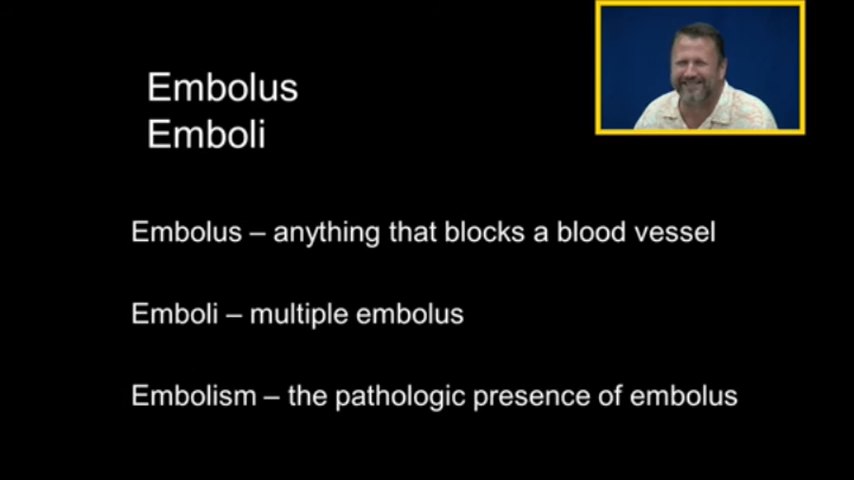 Embolus
Emboli
Embolus – anything that blocks a blood vessel
Emboli – multiple embolus
Embolism – the pathologic presence of embolus